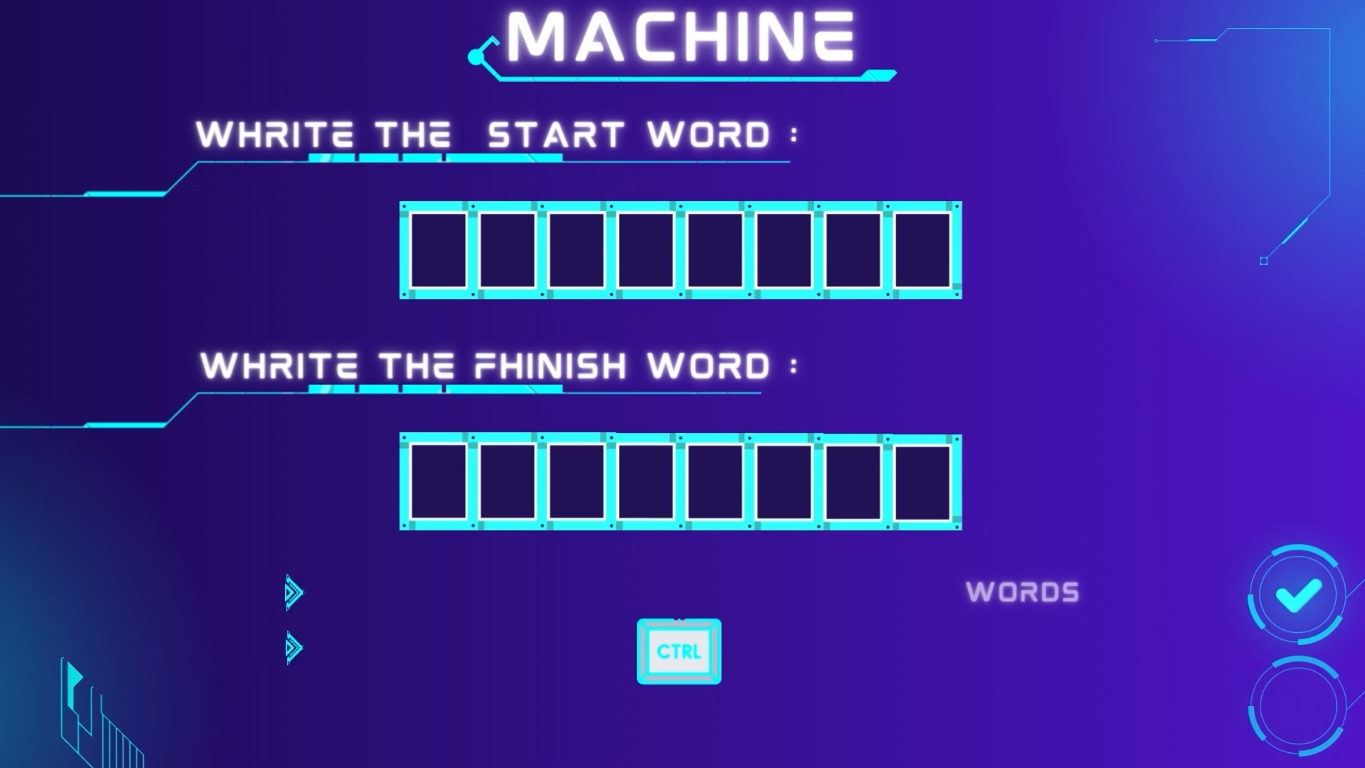 MACHINE
WHRITE THE START WORD :
WHRITE THE FHINISH WORD :
WORDS
CTRL